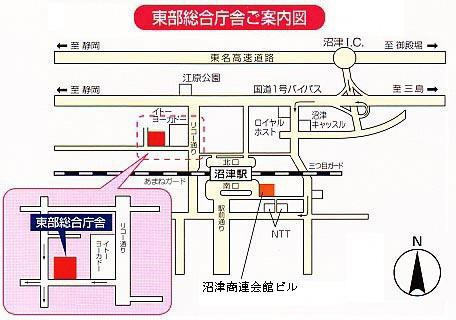 東部総合庁舎ご案内図
至 静岡
沼津I.C.
至 御殿場
東名高速道路
江原公園
至 静岡
国道1号バイパス
至 三島
イトー
ヨーカドー
リコー通り
ロイヤル
ホスト
沼津
キャッスル
北口
沼津駅
南口
三つ目ガード
あまねガード
駅前通り
NTT
沼津商連会館ビル
東部総合庁舎
リコー通り
イトー
ヨーカドー
N